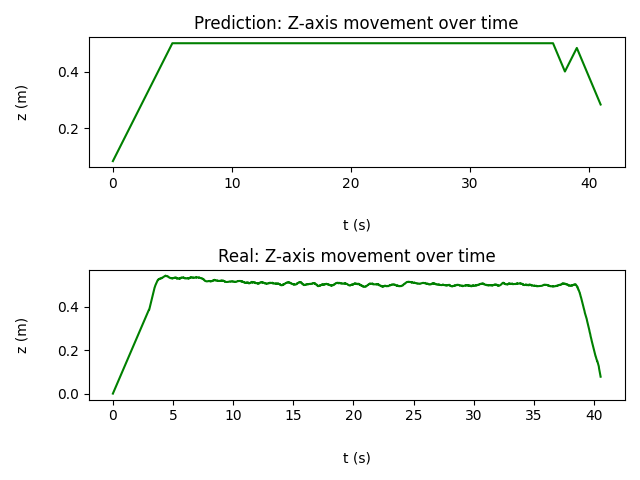 Prediction: Z-axis movement over time
z (m)
0.4
0.2
0 10 20 30 40
t (s)
Real: Z-axis movement over time
z (m)
0.4
0.2
0.0
0 5 10 15 20 25 30 35 40
t (s)